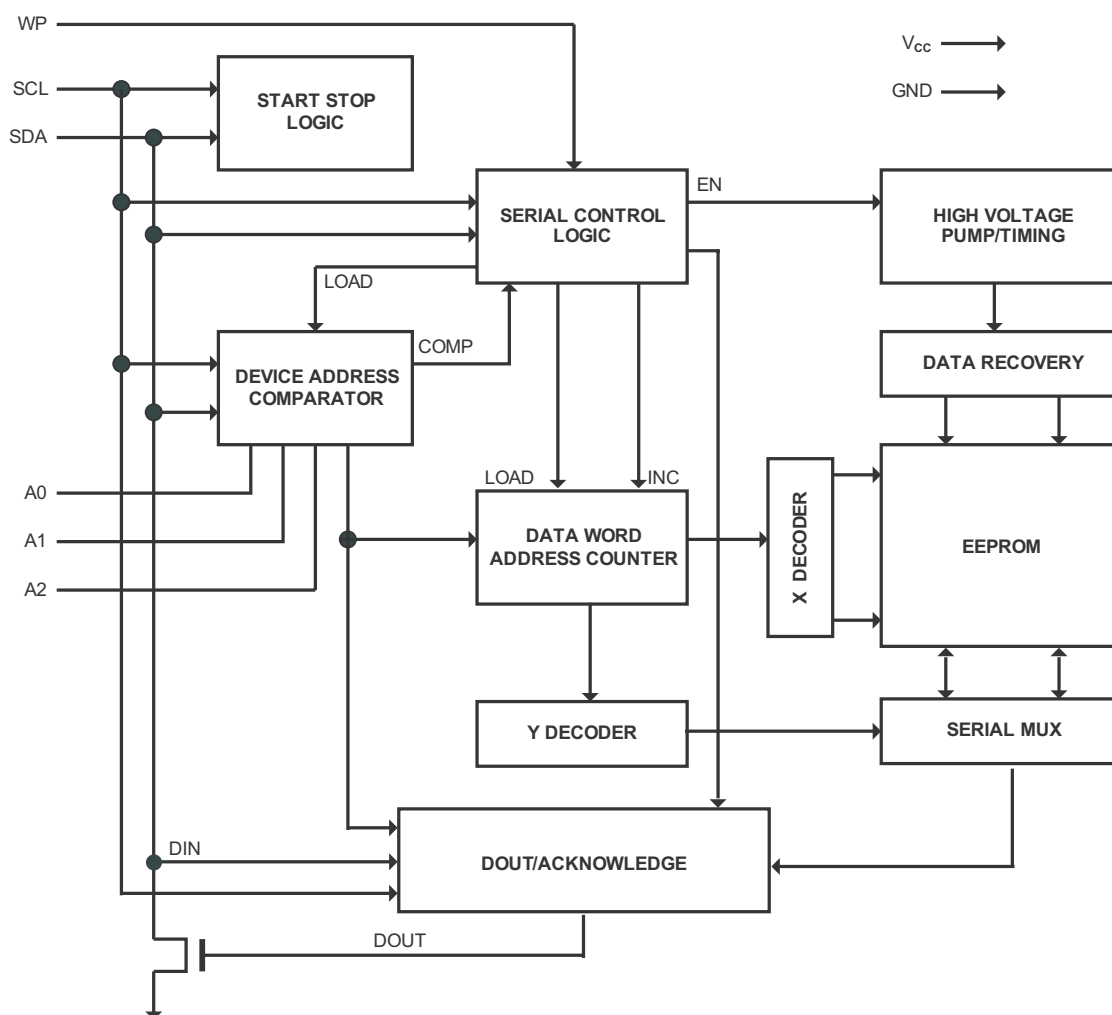 WP
V_CC
SCL
GND
START STOP
LOGIC
SDA
EN
SERIAL CONTROL
LOGIC
HIGH VOLTAGE
PUMP/TIMING
LOAD
COMP
DATA RECOVERY
DEVICE ADDRESS
COMPARATOR
A0
LOAD
INC
A1
DATA WORD
ADDRESS COUNTER
X DECODER
EEPROM
A2
Y DECODER
SERIAL MUX
DIN
DOUT/ACKNOWLEDGE
DOUT